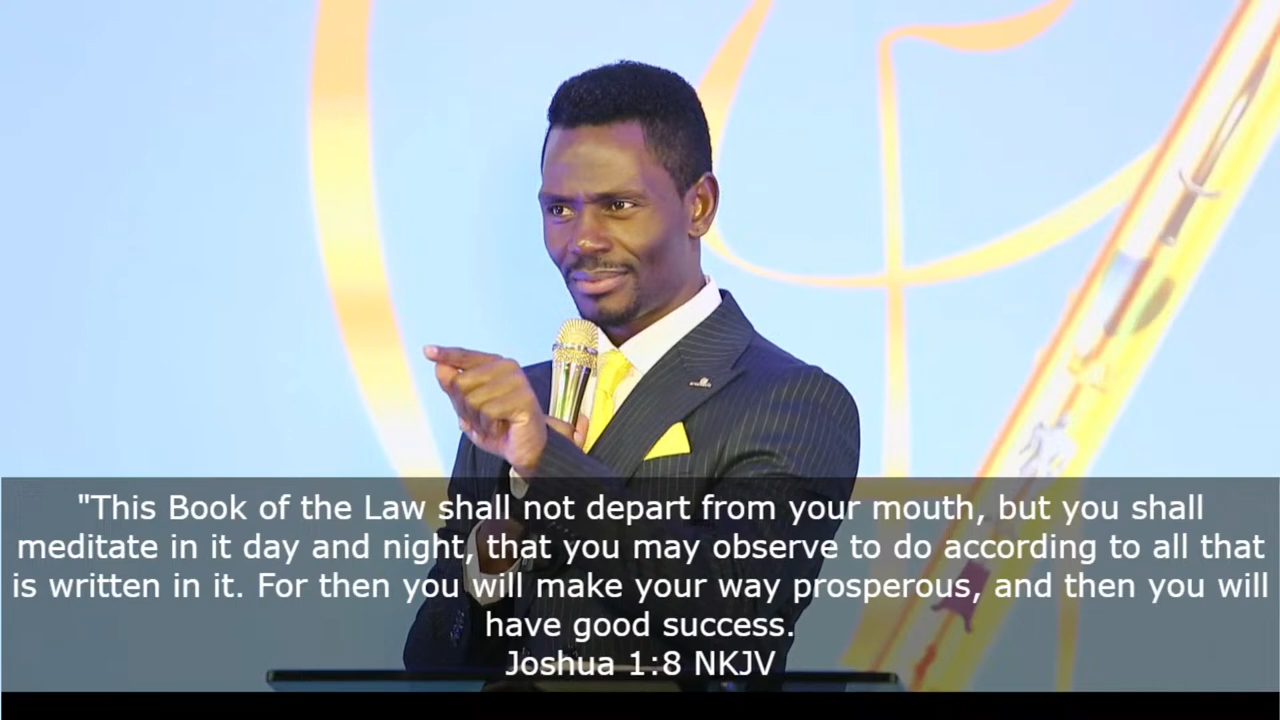 "This Book of the Law shall not depart from your mouth, but you shall
meditate in it day and night, that you may observe to do according to all that
is written in it. For then you will make your way prosperous, and then you will
have good success.
Joshua 1:8 NKJV